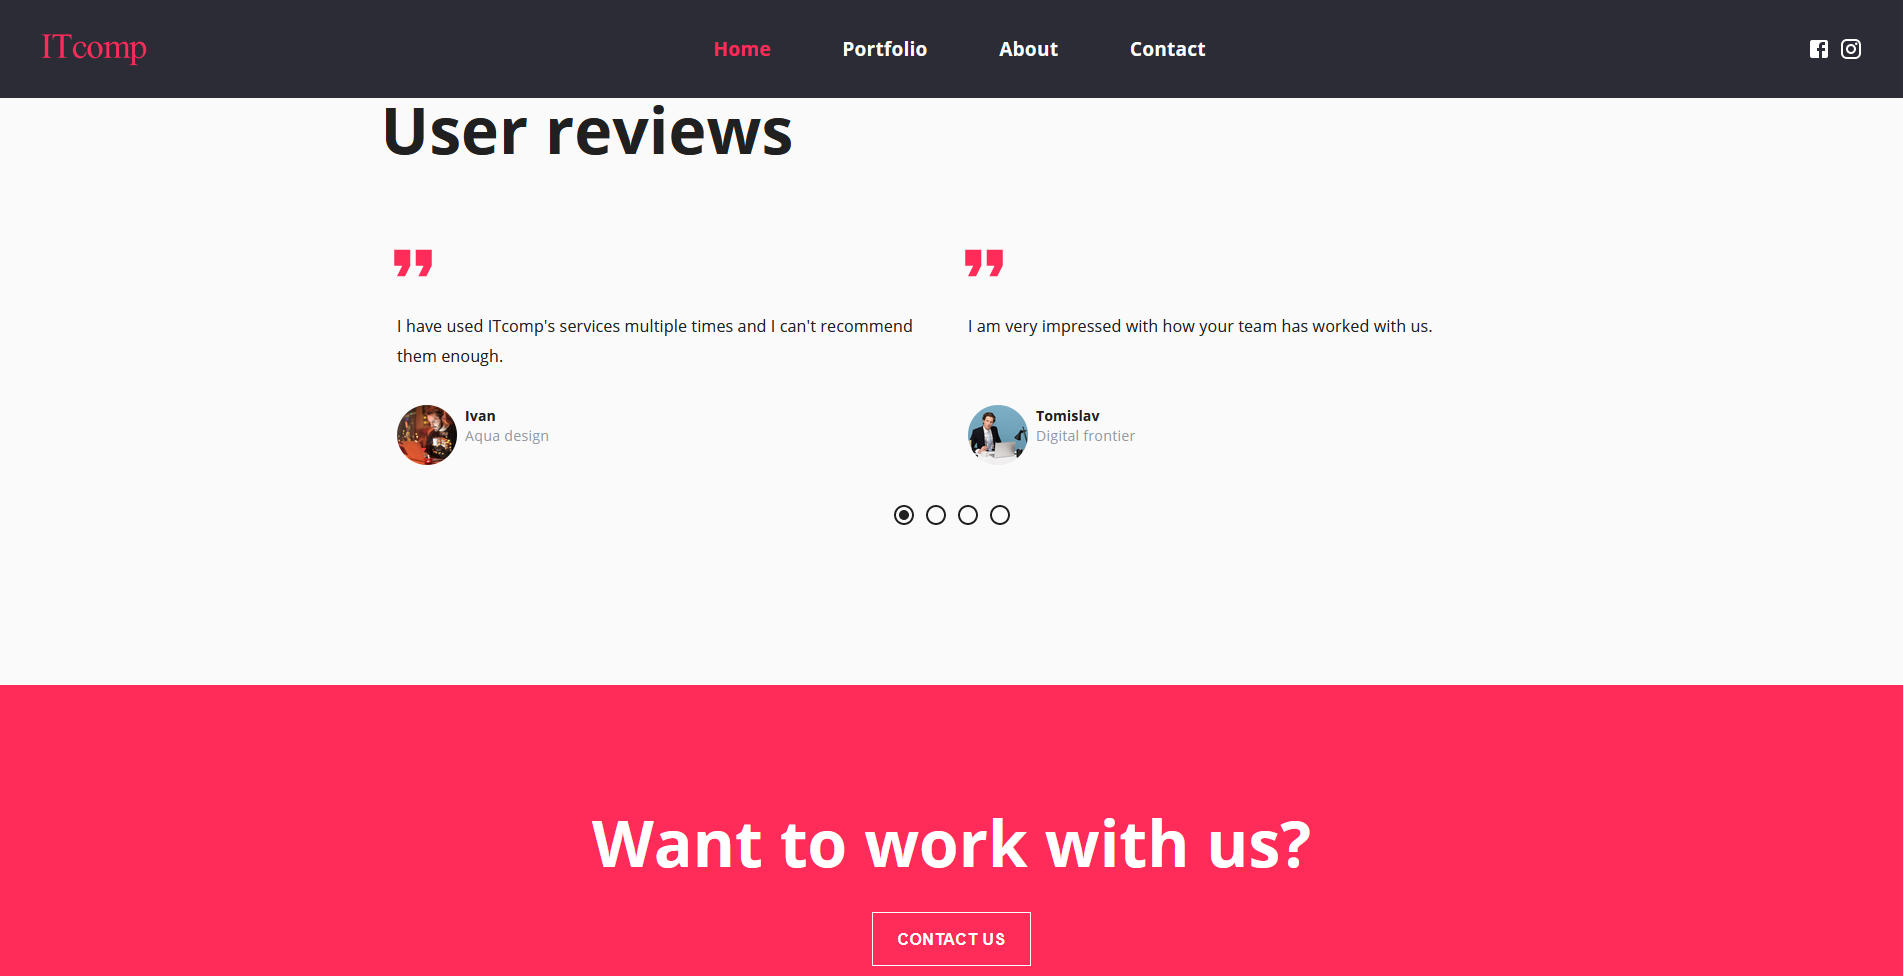 ITcomp
Home Portfolio About Contact
User reviews
I have used ITcomp's services multiple times and I can't recommend
them enough.
Ivan
Aqua design
I am very impressed with how your team has worked with us.
Tomislav
Digital frontier
Want to work with us?
CONTACT US